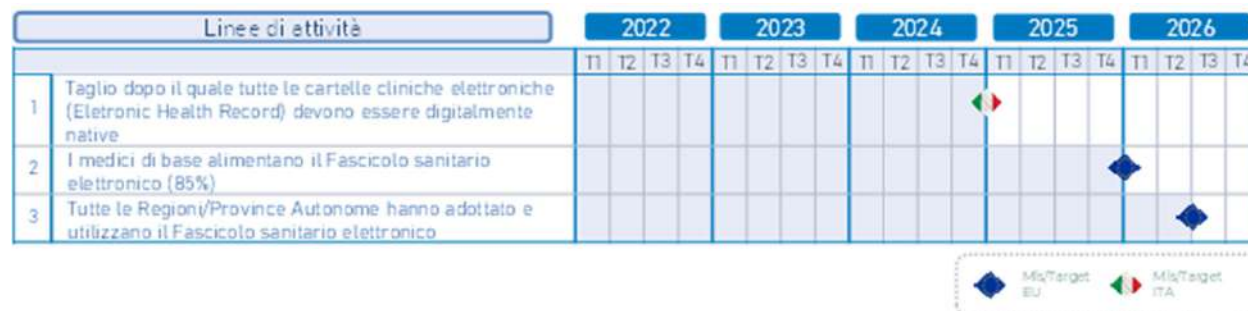 Linee di attività 2022 2023 2024 2025 2026
T1 T2 T3 T4 T1 T2 T3 T4 T1 T2 T3 T4 T1 T2 T3 T4 T1 T2 T3 T4
Taglio dopo il quale tutte le cartelle cliniche elettroniche
1 (Eletronic Health Record) devono essere digitalmente
native
I medici di base alimentano il Fascicolo sanitario
2 elettronico (85%)
3 Tutte le Regioni/Province Autonome hanno adottato e
utilizzano il Fascicolo sanitario elettronico
Mls/Target
EU
Mls/Target
ITA